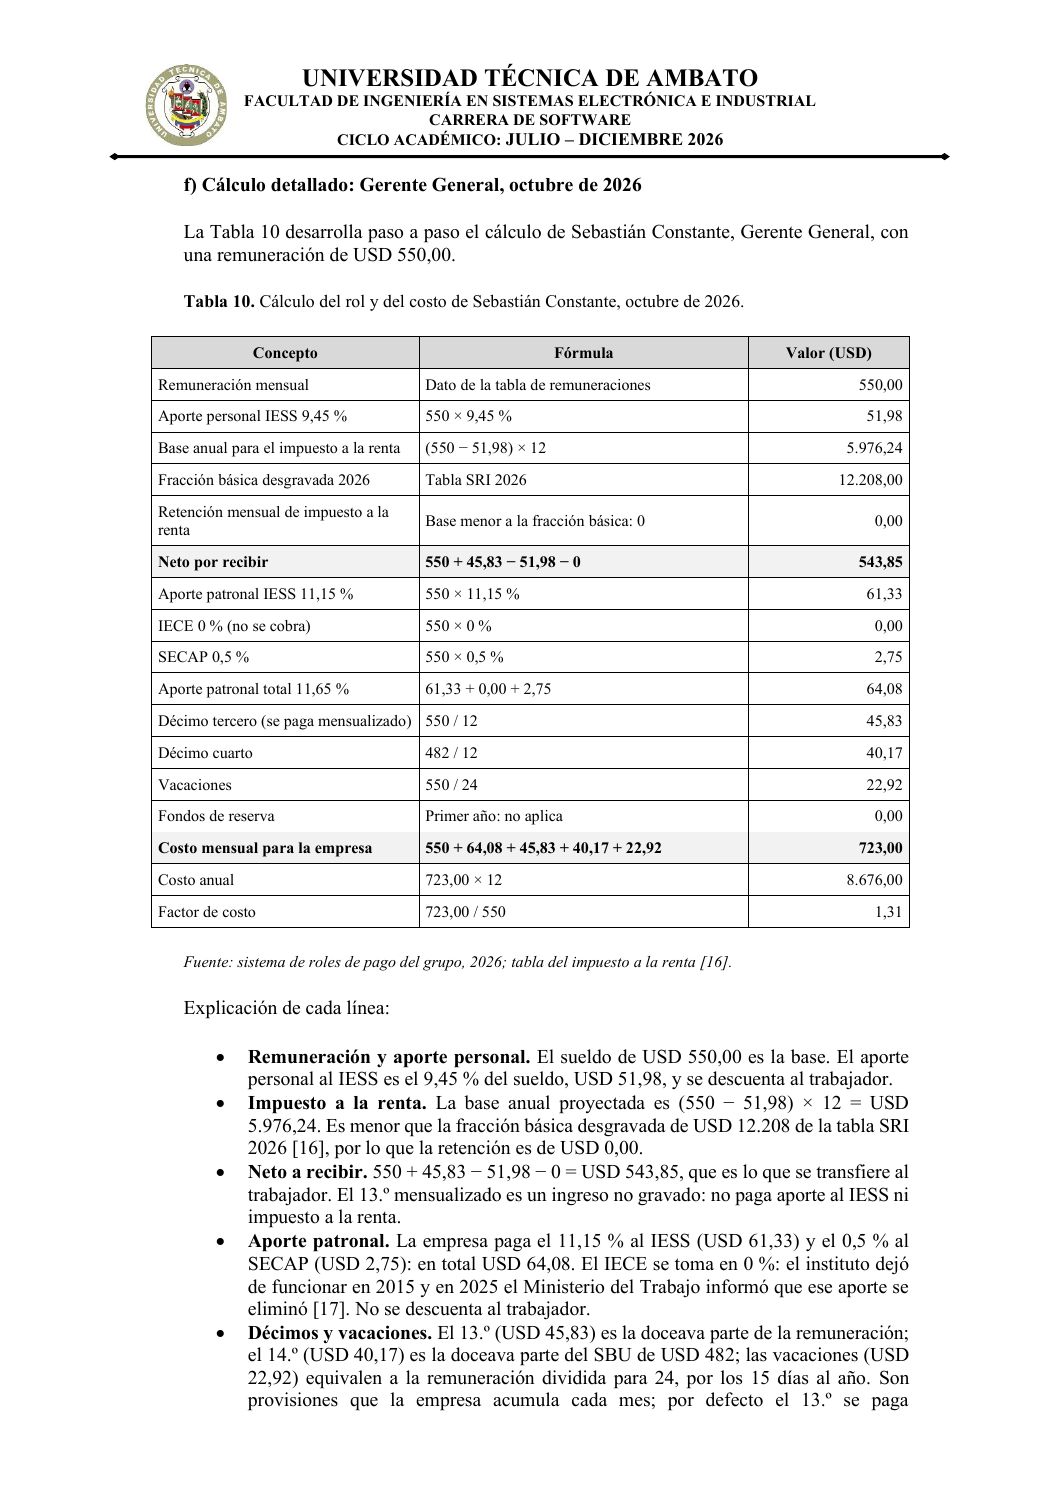 UNIVERSIDAD TÉCNICA DE AMBATO
FACULTAD DE INGENIERÍA EN SISTEMAS ELECTRÓNICA E INDUSTRIAL
CARRERA DE SOFTWARE
CICLO ACADÉMICO: JULIO – DICIEMBRE 2026
f) Cálculo detallado: Gerente General, octubre de 2026
La Tabla 10 desarrolla paso a paso el cálculo de Sebastián Constante, Gerente General, con
una remuneración de USD 550,00.
Tabla 10. Cálculo del rol y del costo de Sebastián Constante, octubre de 2026.
Concepto Fórmula Valor (USD)
Remuneración mensual Dato de la tabla de remuneraciones 550,00
Aporte personal IESS 9,45 % 550 × 9,45 % 51,98
Base anual para el impuesto a la renta (550 − 51,98) × 12 5.976,24
Fracción básica desgravada 2026 Tabla SRI 2026 12.208,00
Retención mensual de impuesto a la
renta Base menor a la fracción básica: 0 0,00
Neto por recibir 550 + 45,83 − 51,98 − 0 543,85
Aporte patronal IESS 11,15 % 550 × 11,15 % 61,33
IECE 0 % (no se cobra) 550 × 0 % 0,00
SECAP 0,5 % 550 × 0,5 % 2,75
Aporte patronal total 11,65 % 61,33 + 0,00 + 2,75 64,08
Décimo tercero (se paga mensualizado) 550 / 12 45,83
Décimo cuarto 482 / 12 40,17
Vacaciones 550 / 24 22,92
Fondos de reserva Primer año: no aplica 0,00
Costo mensual para la empresa 550 + 64,08 + 45,83 + 40,17 + 22,92 723,00
Costo anual 723,00 × 12 8.676,00
Factor de costo 723,00 / 550 1,31
Fuente: sistema de roles de pago del grupo, 2026; tabla del impuesto a la renta [16].
Explicación de cada línea:
• Remuneración y aporte personal. El sueldo de USD 550,00 es la base. El aporte
personal al IESS es el 9,45 % del sueldo, USD 51,98, y se descuenta al trabajador.
• Impuesto a la renta. La base anual proyectada es (550 − 51,98) × 12 = USD
5.976,24. Es menor que la fracción básica desgravada de USD 12.208 de la tabla SRI
2026 [16], por lo que la retención es de USD 0,00.
• Neto a recibir. 550 + 45,83 − 51,98 − 0 = USD 543,85, que es lo que se transfiere al
trabajador. El 13.º mensualizado es un ingreso no gravado: no paga aporte al IESS ni
impuesto a la renta.
• Aporte patronal. La empresa paga el 11,15 % al IESS (USD 61,33) y el 0,5 % al
SECAP (USD 2,75): en total USD 64,08. El IECE se toma en 0 %: el instituto dejó
de funcionar en 2015 y en 2025 el Ministerio del Trabajo informó que ese aporte se
eliminó [17]. No se descuenta al trabajador.
• Décimos y vacaciones. El 13.º (USD 45,83) es la doceava parte de la remuneración;
el 14.º (USD 40,17) es la doceava parte del SBU de USD 482; las vacaciones (USD
22,92) equivalen a la remuneración dividida para 24, por los 15 días al año. Son
provisiones que la empresa acumula cada mes; por defecto el 13.º se paga